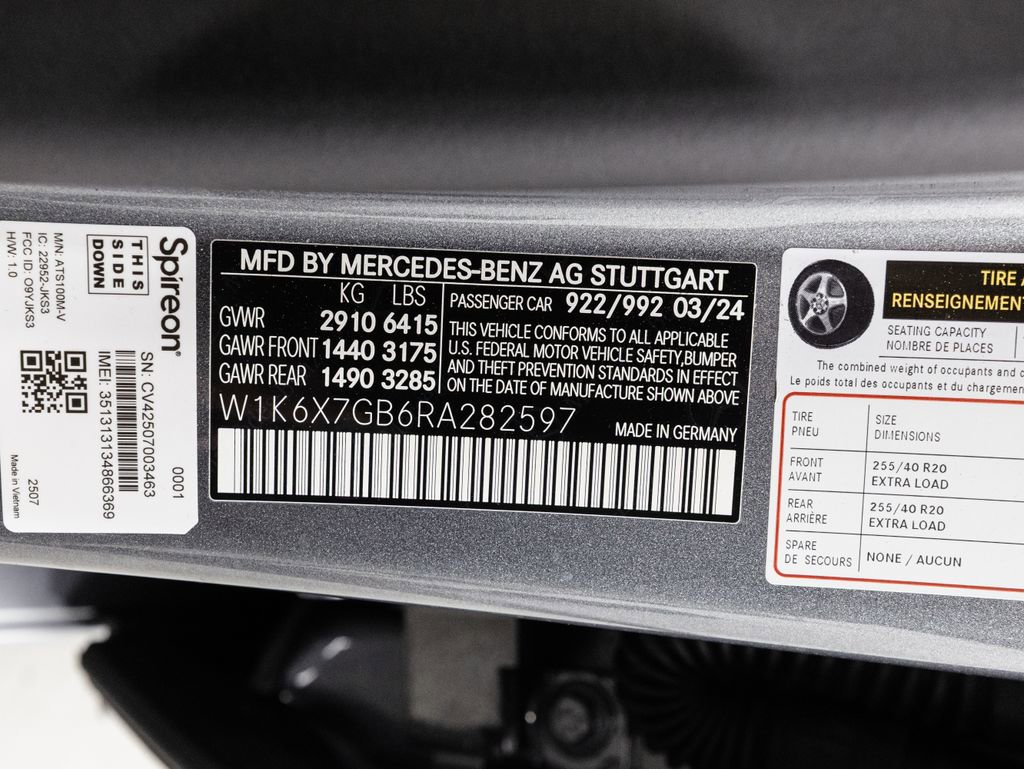 Spireon®
THIS
SIDE
DOWN
M/N: ATS100M-V
IC: 22952-JKS3
FCC ID: O9YJKS3
H/W: 1.0
SN: CV42507003463
IMEI: 351313134866369
0001
2507
Made in Vietnam
MFD BY MERCEDES-BENZ AG STUTTGART
KG LBS
GVWR 2910 6415
GAWR FRONT 1440 3175
GAWR REAR 1490 3285
PASSENGER CAR 922/992 03/24
THIS VEHICLE CONFORMS TO ALL APPLICABLE
U.S. FEDERAL MOTOR VEHICLE SAFETY,BUMPER
AND THEFT PREVENTION STANDARDS IN EFFECT
ON THE DATE OF MANUFACTURE SHOWN ABOVE
W1K6X7GB6RA282597
MADE IN GERMANY
TIRE
RENSEIGNEMENT
SEATING CAPACITY
NOMBRE DE PLACES
The combined weight of occupants and
Le poids total des occupants et du chargement
TIRE SIZE
PNEU DIMENSIONS
FRONT 255/40 R20
AVANT EXTRA LOAD
REAR 255/40 R20
ARRIÈRE EXTRA LOAD
SPARE NONE / AUCUN
DE SECOURS